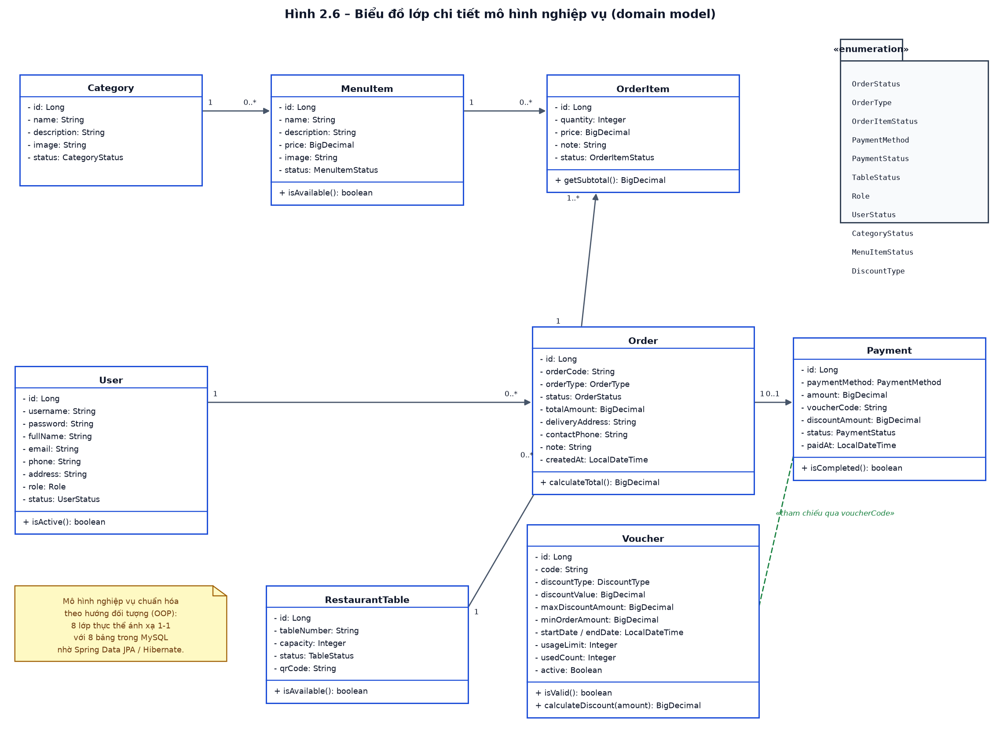 Hình 2.6 – Biểu đồ lớp chi tiết mô hình nghiệp vụ (domain model)
«enumeration»
OrderStatus
OrderType
OrderItemStatus
PaymentMethod
PaymentStatus
TableStatus
Role
UserStatus
CategoryStatus
MenuItemStatus
DiscountType
Category
- id: Long
- name: String
- description: String
- image: String
- status: CategoryStatus
1
0..*
MenuItem
- id: Long
- name: String
- description: String
- price: BigDecimal
- image: String
- status: MenuItemStatus
+ isAvailable(): boolean
1
0..*
OrderItem
- id: Long
- quantity: Integer
- price: BigDecimal
- note: String
- status: OrderItemStatus
+ getSubtotal(): BigDecimal
1..*
1
User
- id: Long
- username: String
- password: String
- fullName: String
- email: String
- phone: String
- address: String
- role: Role
- status: UserStatus
+ isActive(): boolean
1
0..*
Order
- id: Long
- orderCode: String
- orderType: OrderType
- status: OrderStatus
- totalAmount: BigDecimal
- deliveryAddress: String
- contactPhone: String
- note: String
- createdAt: LocalDateTime
+ calculateTotal(): BigDecimal
0..*
1
0..1
Payment
- id: Long
- paymentMethod: PaymentMethod
- amount: BigDecimal
- voucherCode: String
- discountAmount: BigDecimal
- status: PaymentStatus
- paidAt: LocalDateTime
+ isCompleted(): boolean
«tham chiếu qua voucherCode»
Mô hình nghiệp vụ chuẩn hóa
theo hướng đối tượng (OOP):
8 lớp thực thể ánh xạ 1-1
với 8 bảng trong MySQL
nhờ Spring Data JPA / Hibernate.
RestaurantTable
- id: Long
- tableNumber: String
- capacity: Integer
- status: TableStatus
- qrCode: String
+ isAvailable(): boolean
1
Voucher
- id: Long
- code: String
- discountType: DiscountType
- discountValue: BigDecimal
- maxDiscountAmount: BigDecimal
- minOrderAmount: BigDecimal
- startDate / endDate: LocalDateTime
- usageLimit: Integer
- usedCount: Integer
- active: Boolean
+ isValid(): boolean
+ calculateDiscount(amount): BigDecimal